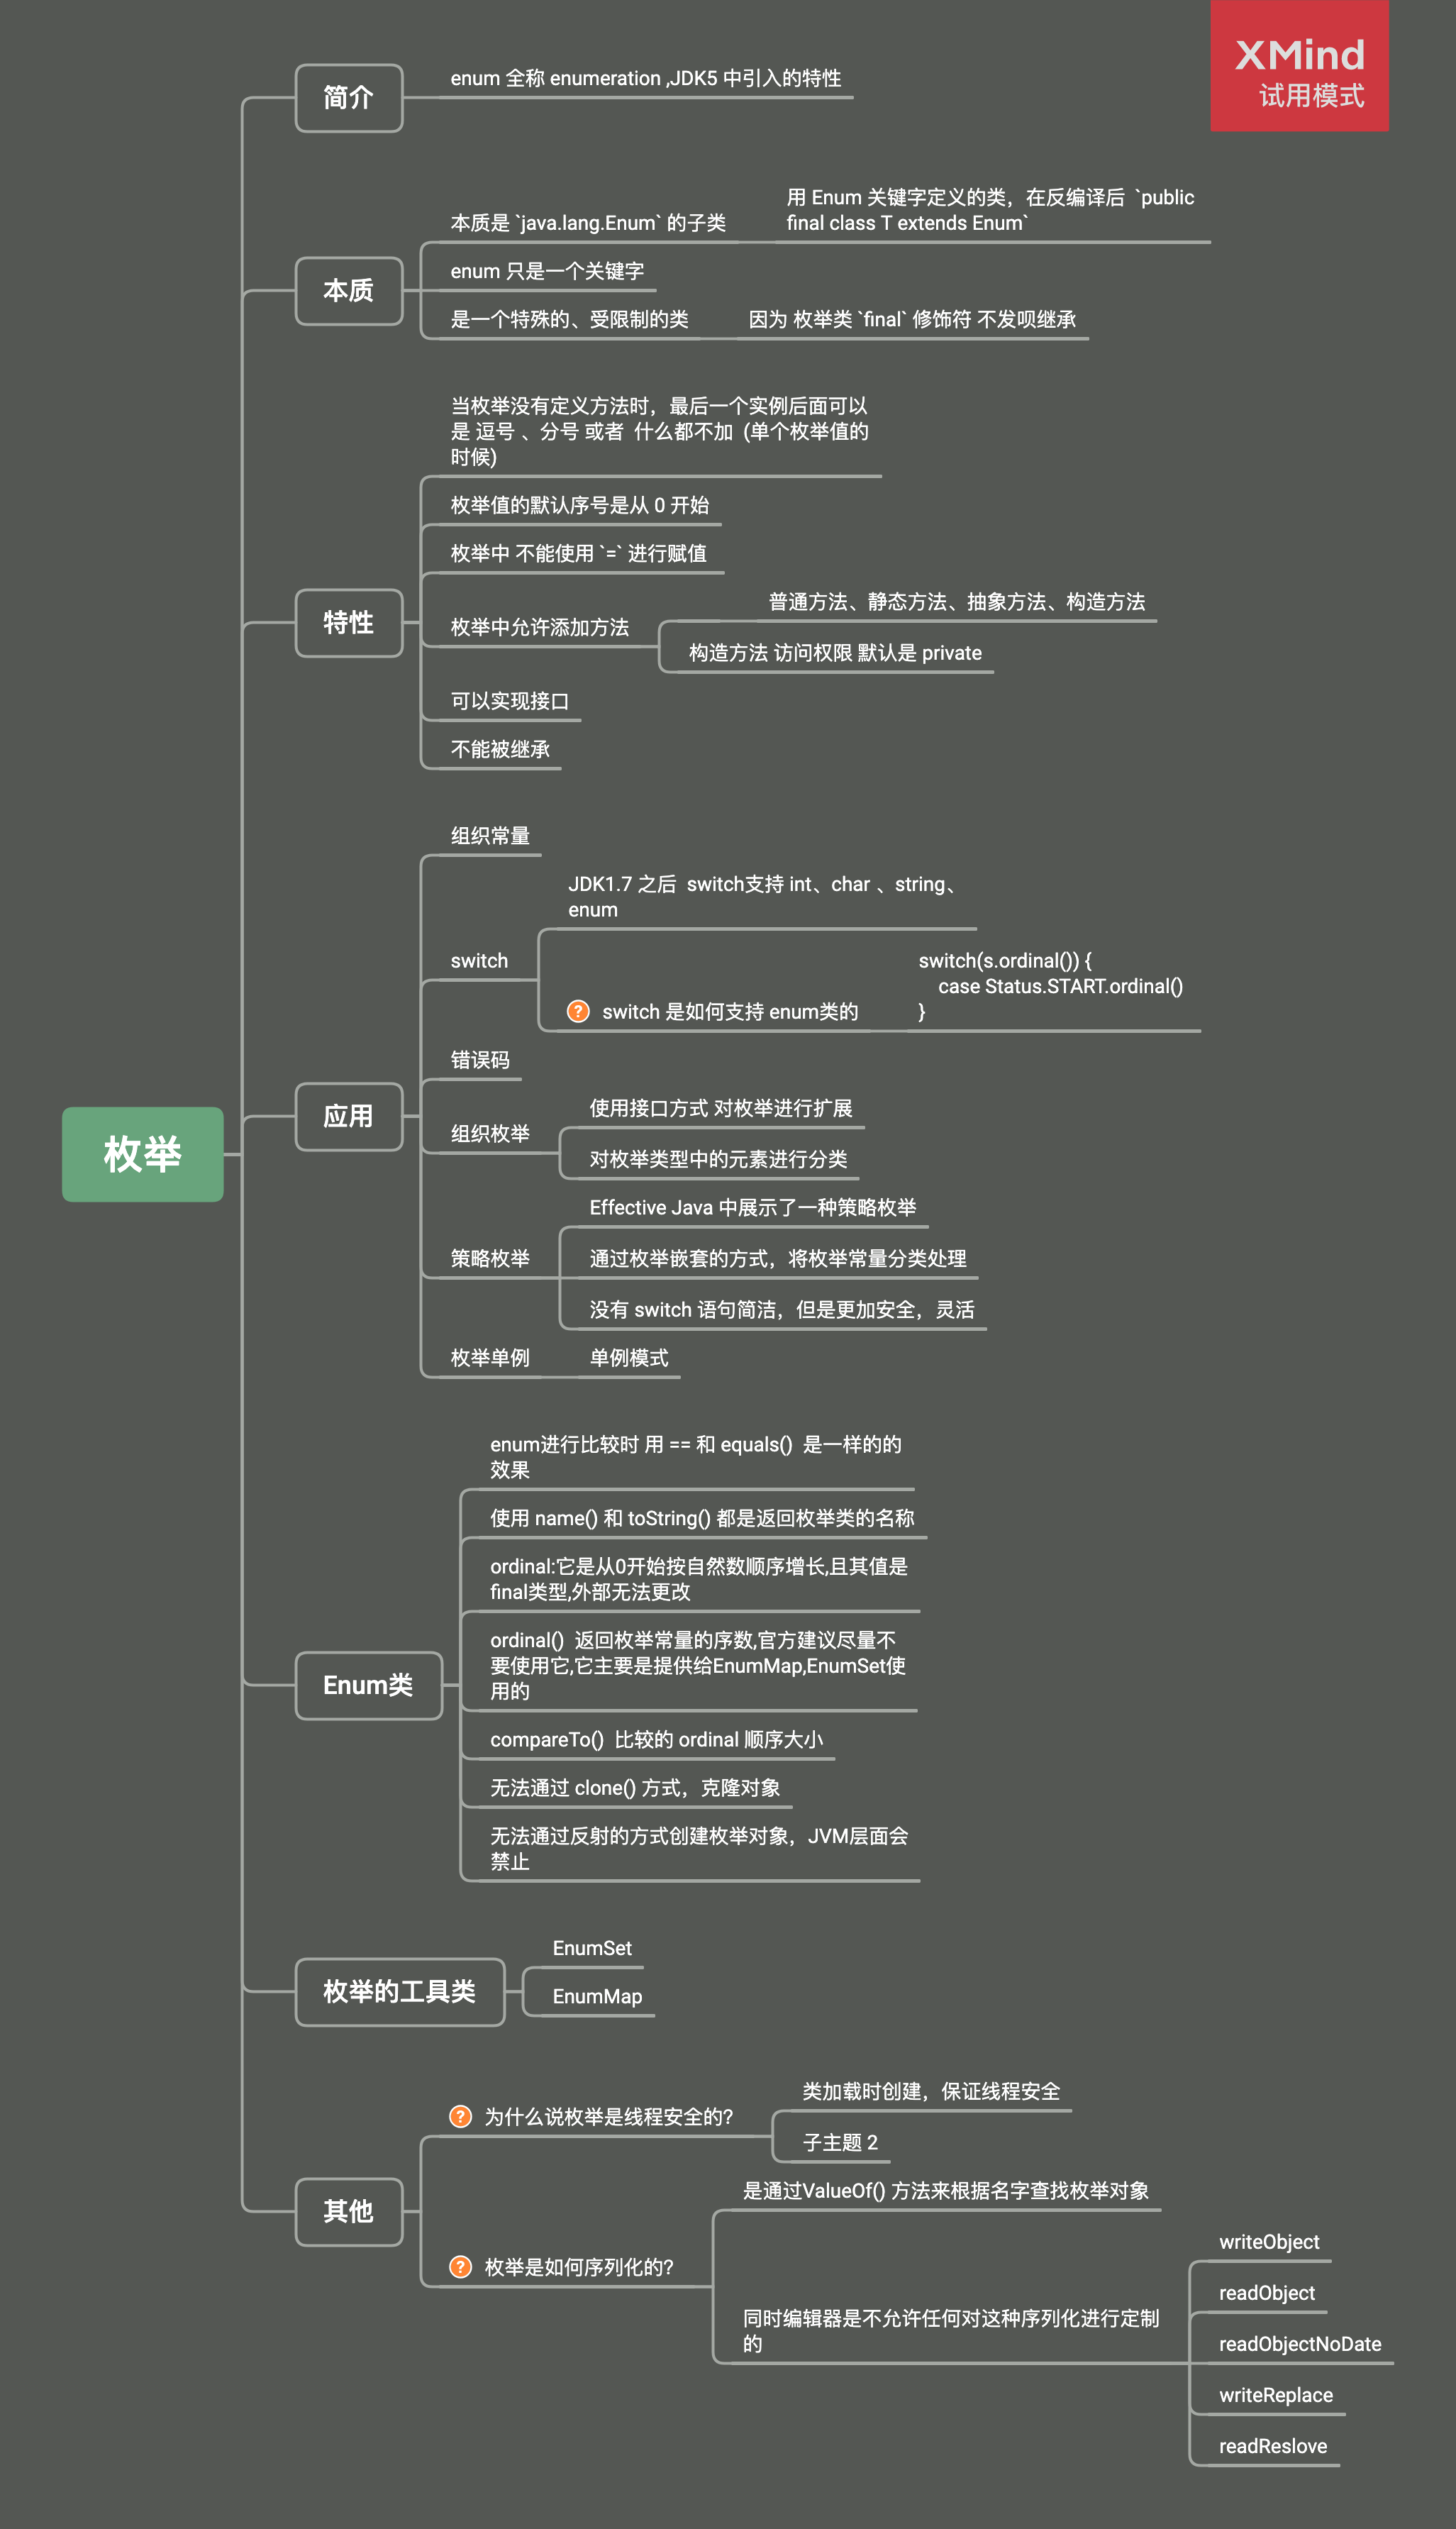 XMind
试用模式
简介
enum 全称 enumeration ,JDK5 中引入的特性
本质
本质是 `java.lang.Enum` 的子类
用 Enum 关键字定义的类，在反编译后 `public
final class T extends Enum`
enum 只是一个关键字
是一个特殊的、受限制的类
因为 枚举类 `final` 修饰符 不发呗继承
特性
当枚举没有定义方法时，最后一个实例后面可以
是 逗号 、分号 或者 什么都不加 (单个枚举值的
时候)
枚举值的默认序号是从 0 开始
枚举中 不能使用 `=` 进行赋值
枚举中允许添加方法
普通方法、静态方法、抽象方法、构造方法
构造方法 访问权限 默认是 private
可以实现接口
不能被继承
枚举
应用
组织常量
switch
JDK1.7 之后 switch支持 int、char 、string、
enum
? switch 是如何支持 enum类的
switch(s.ordinal()) {
case Status.START.ordinal()
}
错误码
组织枚举
使用接口方式 对枚举进行扩展
对枚举类型中的元素进行分类
策略枚举
Effective Java 中展示了一种策略枚举
通过枚举嵌套的方式，将枚举常量分类处理
没有 switch 语句简洁，但是更加安全，灵活
枚举单例
单例模式
Enum类
enum进行比较时 用 == 和 equals() 是一样的的
效果
使用 name() 和 toString() 都是返回枚举类的名称
ordinal:它是从0开始按自然数顺序增长,且其值是
final类型,外部无法更改
ordinal() 返回枚举常量的序数,官方建议尽量不
要使用它,它主要是提供给EnumMap,EnumSet使
用的
compareTo() 比较的 ordinal 顺序大小
无法通过 clone() 方式，克隆对象
无法通过反射的方式创建枚举对象，JVM层面会
禁止
枚举的工具类
EnumSet
EnumMap
其他
? 为什么说枚举是线程安全的?
类加载时创建，保证线程安全
子主题 2
? 枚举是如何序列化的?
是通过ValueOf() 方法来根据名字查找枚举对象
同时编辑器是不允许任何对这种序列化进行定制
的
writeObject
readObject
readObjectNoDate
writeReplace
readReslove